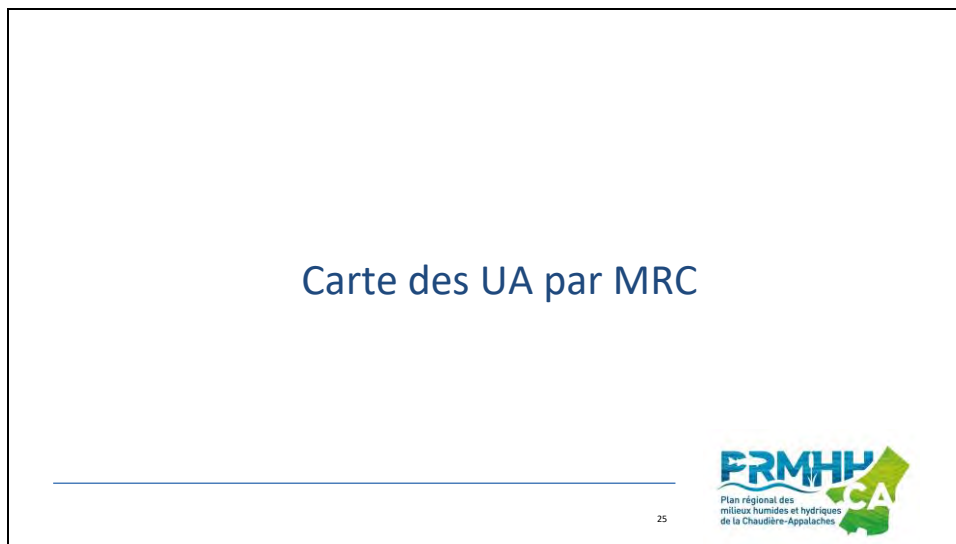 Carte des UA par MRC
25
PRMHH
CA
Plan régional des
milieux humides et hydriques
de la Chaudière-Appalaches